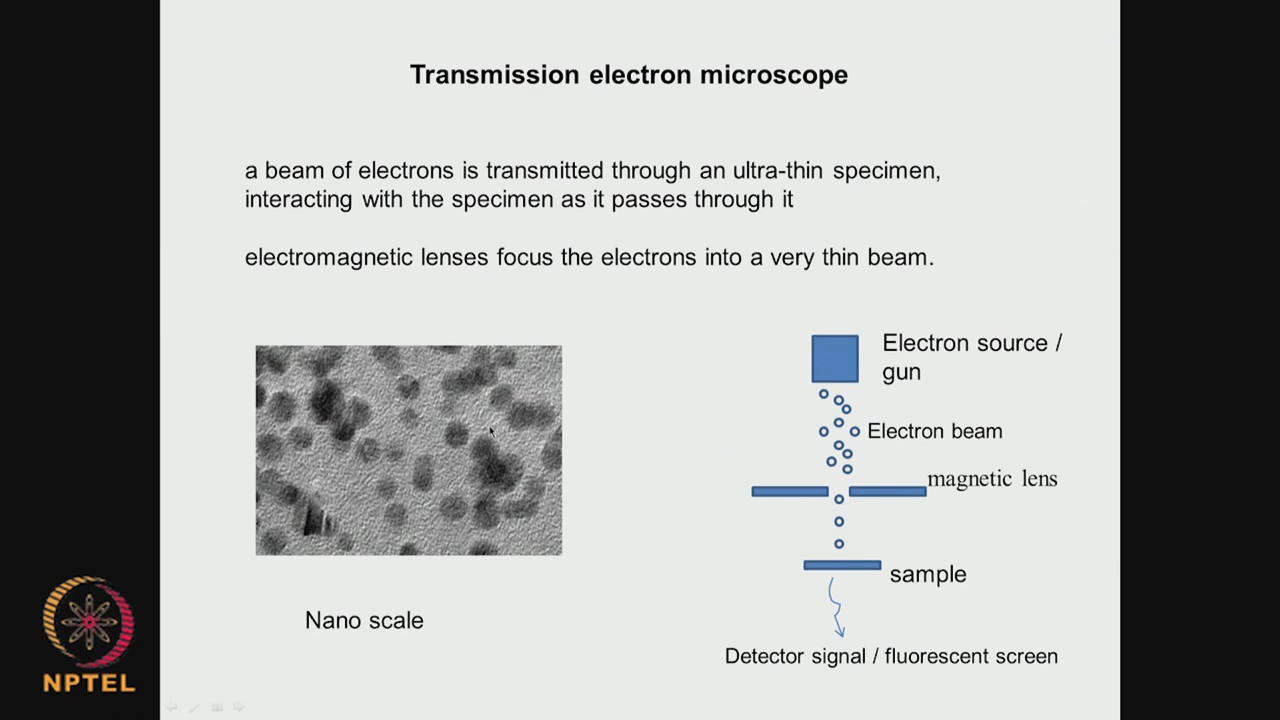 Transmission electron microscope
a beam of electrons is transmitted through an ultra-thin specimen,
interacting with the specimen as it passes through it
electromagnetic lenses focus the electrons into a very thin beam.
Electron source /
gun
Electron beam
magnetic lens
sample
Nano scale
Detector signal / fluorescent screen
NPTEL